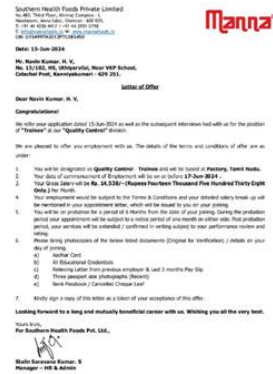 Southern Health Foods Private Limited
Manna
Date: 15-Jun-2024
Mr. Navin Kumar. H. V,
No. 13/102, HS, Uthiyarvilai, Near VKP School,
Colachel Post, Kanniyakumari - 629 251.
Letter of Offer
Dear Navin Kumar. H. V,
Congratulations!
We refer your application dated 15-Jun-2024 as well as the subsequent interviews had with us for the position
of "Trainee" at our "Quality Control" division.
We are pleased to offer you employment with us. The details of the terms and conditions of offer are as
under:
1. You will be designated as Quality Control - Trainee and will be based at Factory, Tamil Nadu.
2. Your date of commencement of Employment will be on or before 17-Jun-2024.
3. Your Gross Salary will be Rs. 14,538/- (Rupees Fourteen Thousand Five Hundred Thirty Eight
Only.) Per Month.
4. Your employment would be subject to the Terms & Conditions and your detailed salary break up will
be mentioned in your appointment letter, which will be issued to you on your joining.
5. You will be on probation for a period of 6 Months from the date of your joining. During the probation
period your appointment will be subject to a notice period of one month on either side. Post probation
period, your services will be extended / confirmed in writing subject to your performance review and
rating.
6. Please bring photocopies of the below listed documents (Original for Verification) / details on your
day of joining.
a) Aadhar Card
b) All Educational Credentials
c) Relieving Letter from previous employer & Last 3 months Pay Slip
d) Three passport size photographs (Recent)
e) Bank Passbook / Cancelled Cheque Leaf
7. Kindly sign a copy of this letter as a token of your acceptance of this offer.
Looking forward to a long and mutually beneficial career with us. Wishing you all the very best.
Yours truly,
For Southern Health Foods Pvt. Ltd.,
Stalin Saravana Kumar. S
Manager - HR & Admin